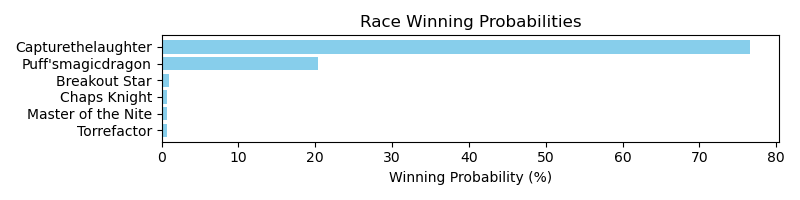 Race Winning Probabilities
Capturethelaughter
Puff'smagicdragon
Breakout Star
Chaps Knight
Master of the Nite
Torrefactor
0 10 20 30 40 50 60 70 80
Winning Probability (%)